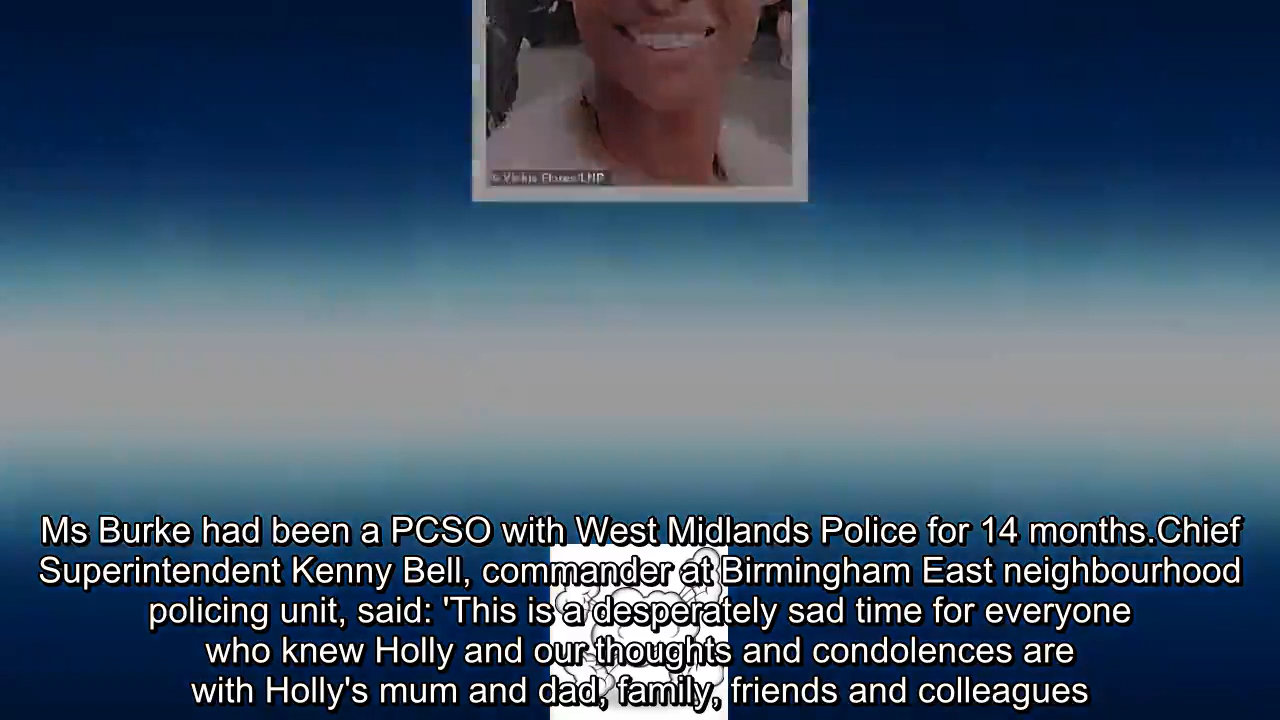 Ms Burke had been a PCSO with West Midlands Police for 14 months.Chief
Superintendent Kenny Bell, commander at Birmingham East neighbourhood
policing unit, said: 'This is a desperately sad time for everyone
who knew Holly and our thoughts and condolences are
with Holly's mum and dad, family, friends and colleagues